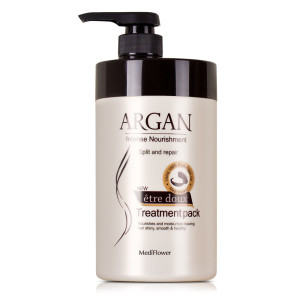 ARGAN
Intense Nourishment
Split and repair
NEW
être doux
Treatment pack
Nourishes and moisturizes leaving
hair shiny, smooth & healthy
MediFlower